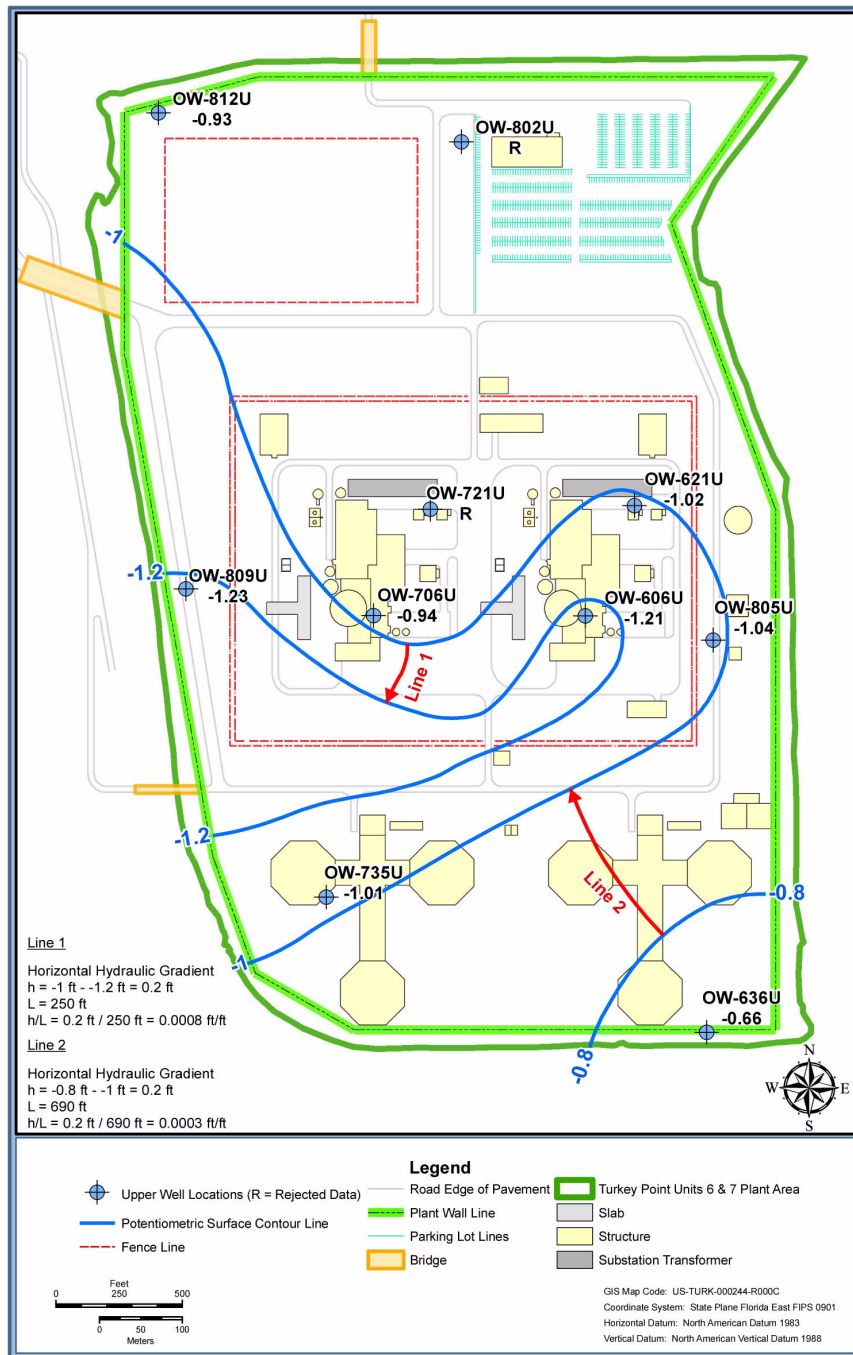 OW-812U
-0.93
OW-802U
R
-1
OW-721U
R
OW-621U
-1.02
-1.2
OW-809U
-1.23
OW-706U
-0.94
OW-606U
-1.21
OW-805U
-1.04
Line 1
-1.2
OW-735U
-1.01
Line 2
-0.8
-1
OW-636U
-0.66
-0.8
Line 1
Horizontal Hydraulic Gradient
h = -1 ft - -1.2 ft = 0.2 ft
L = 250 ft
h/L = 0.2 ft / 250 ft = 0.0008 ft/ft
Line 2
Horizontal Hydraulic Gradient
h = -0.8 ft - -1 ft = 0.2 ft
L = 690 ft
h/L = 0.2 ft / 690 ft = 0.0003 ft/ft
N
W E
S
Legend
Upper Well Locations (R = Rejected Data)
Potentiometric Surface Contour Line
Fence Line
Road Edge of Pavement
Plant Wall Line
Parking Lot Lines
Bridge
Turkey Point Units 6 & 7 Plant Area
Slab
Structure
Substation Transformer
Feet
0 250 500
0 50 100
Meters
GIS Map Code: US-TURK-000244-R000C
Coordinate System: State Plane Florida East FIPS 0901
Horizontal Datum: North American Datum 1983
Vertical Datum: North American Vertical Datum 1988